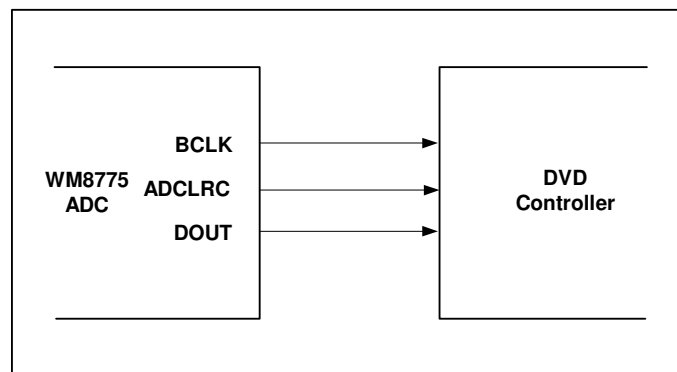 BCLK
WM8775
ADC
ADCLRC
DOUT
DVD
Controller